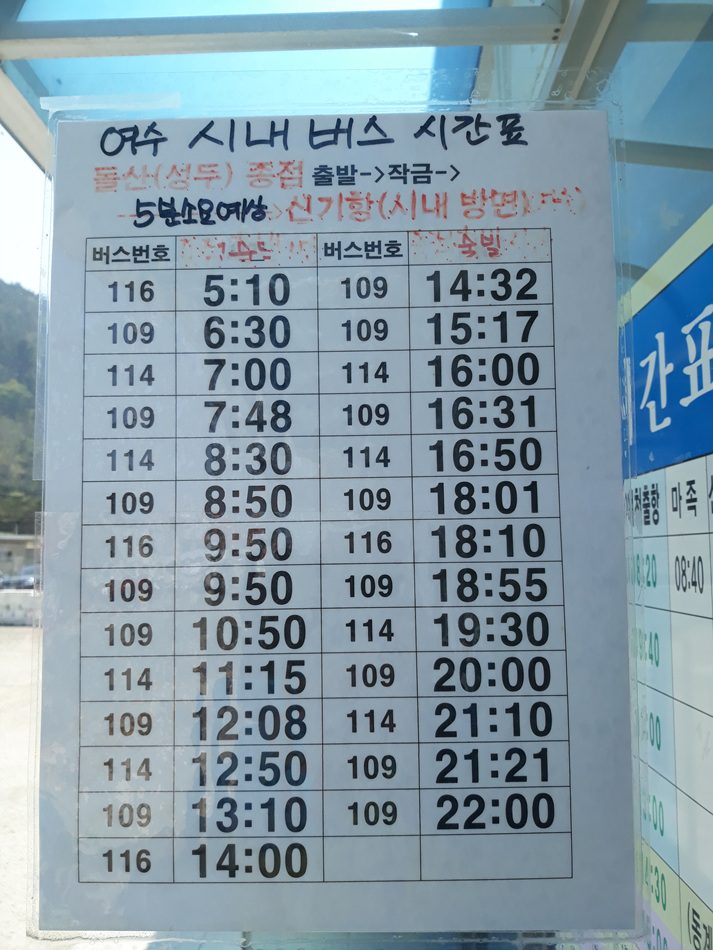 여수 시내 버스 시간표
돌산(성두) 종점 출발->작금->
5분소요예상 신기항(시내 방면)
버스번호 버스번호 출발
116 5:10 109 14:32
109 6:30 109 15:17
114 7:00 114 16:00
109 7:48 109 16:31
114 8:30 114 16:50
109 8:50 109 18:01
116 9:50 116 18:10
109 9:50 109 18:55
109 10:50 114 19:30
114 11:15 109 20:00
109 12:08 114 21:10
114 12:50 109 21:21
109 13:10 109 22:00
116 14:00
간표
출항 마족
08:40